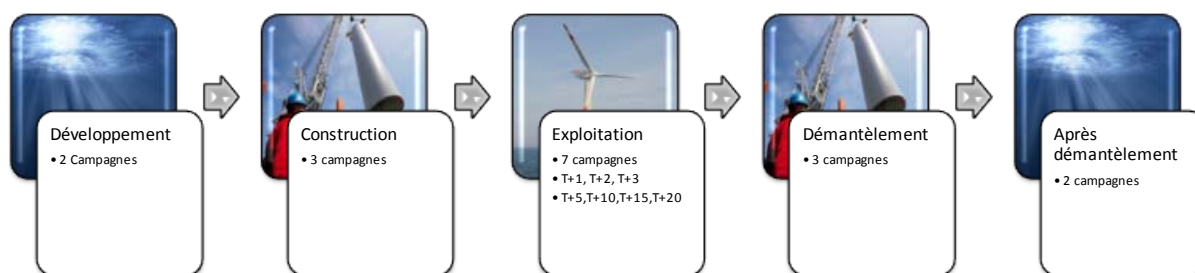 Développement
• 2 Campagnes
Construction
• 3 campagnes
Exploitation
• 7 campagnes
• T+1, T+2, T+3
• T+5,T+10,T+15,T+20
Démantèlement
• 3 campagnes
Après
démantèlement
• 2 campagnes